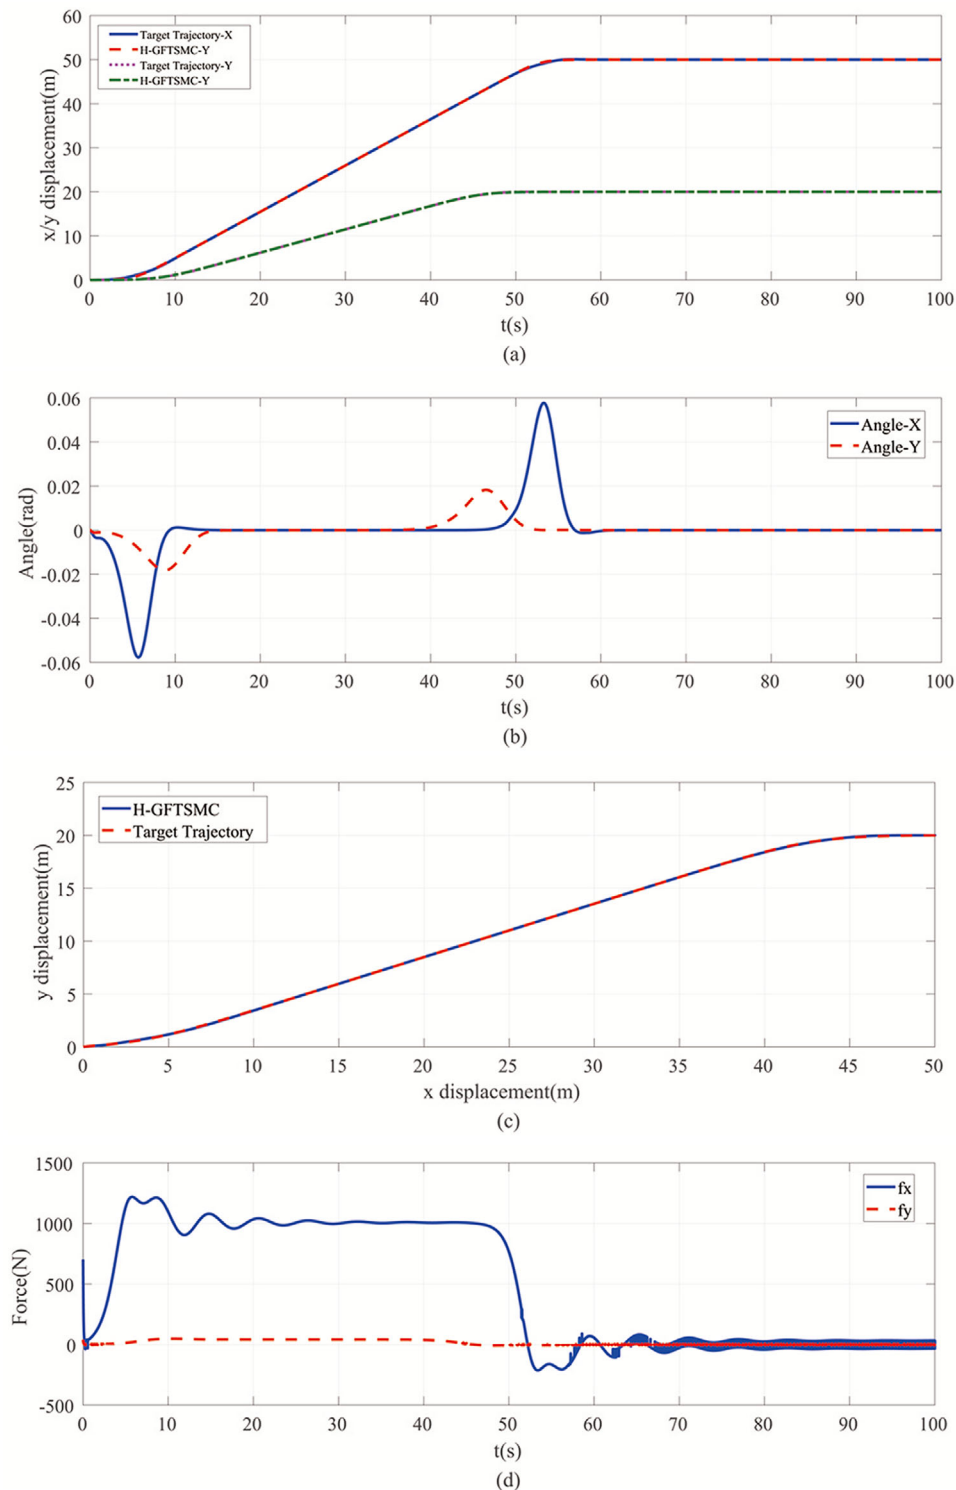 60
50
40
30
20
10
0
x/y displacement(m)
Target Trajectory-X
H-GFTSMC-Y
Target Trajectory-Y
H-GFTSMC-Y
0 10 20 30 40 50 60 70 80 90 100
t(s)
(a)
0.06
0.04
0.02
0
-0.02
-0.04
-0.06
Angle(rad)
Angle-X
Angle-Y
0 10 20 30 40 50 60 70 80 90 100
t(s)
(b)
25
20
15
10
5
0
y displacement(m)
H-GFTSMC
Target Trajectory
0 5 10 15 20 25 30 35 40 45 50
x displacement(m)
(c)
1500
1000
500
0
-500
Force(N)
fx
fy
0 10 20 30 40 50 60 70 80 90 100
t(s)
(d)